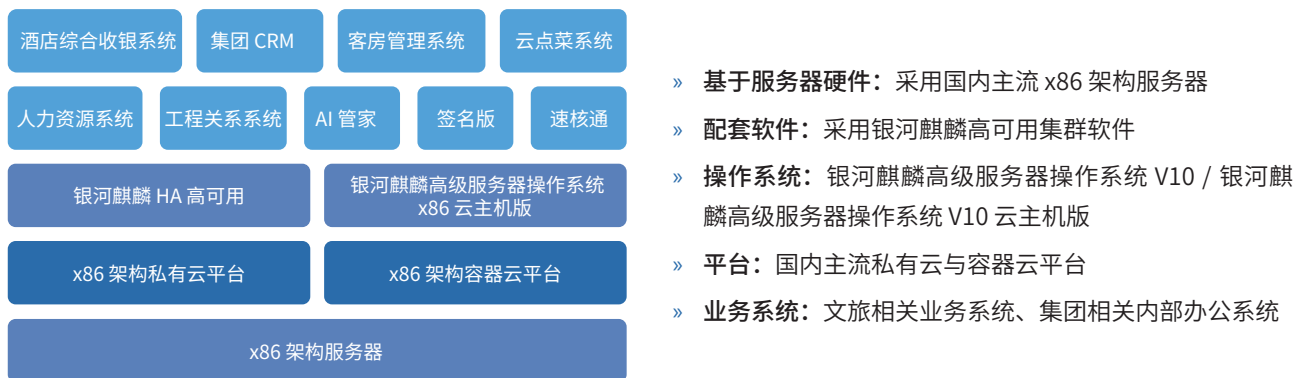 酒店综合收银系统
集团 CRM
客房管理系统
云点菜系统
人力资源系统
工程关系系统
AI 管家
签名版
速核通
银河麒麟 HA 高可用
银河麒麟高级服务器操作系统
x86 云主机版
x86 架构私有云平台
x86 架构容器云平台
x86 架构服务器
» 基于服务器硬件：采用国内主流 x86 架构服务器
» 配套软件：采用银河麒麟高可用集群软件
» 操作系统：银河麒麟高级服务器操作系统 V10 / 银河麒
麟高级服务器操作系统 V10 云主机版
» 平台：国内主流私有云与容器云平台
» 业务系统：文旅相关业务系统、集团相关内部办公系统